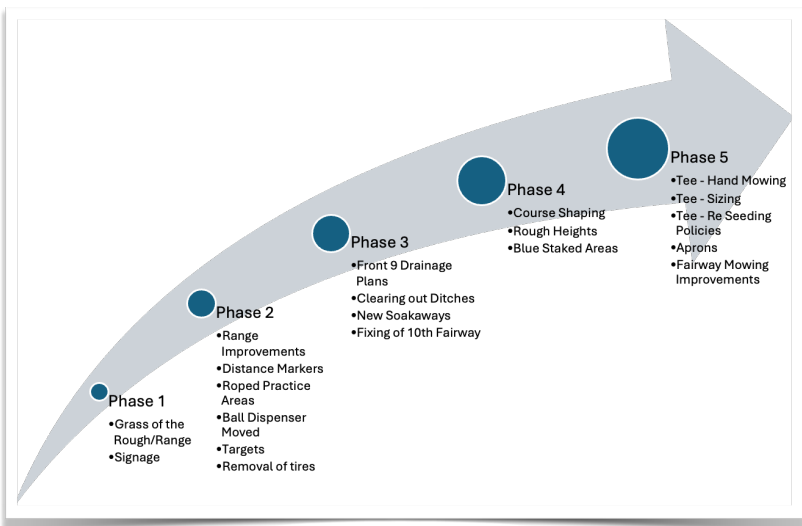 Phase 1
•Grass of the
Rough/Range
•Signage
Phase 2
•Range
Improvements
•Distance Markers
•Roped Practice
Areas
•Ball Dispenser
Moved
•Targets
•Removal of tires
Phase 3
•Front 9 Drainage
Plans
•Clearing out Ditches
•New Soakaways
•Fixing of 10th Fairway
Phase 4
•Course Shaping
•Rough Heights
•Blue Staked Areas
Phase 5
•Tee - Hand Mowing
•Tee - Sizing
•Tee - Re Seeding
Policies
•Aprons
•Fairway Mowing
Improvements